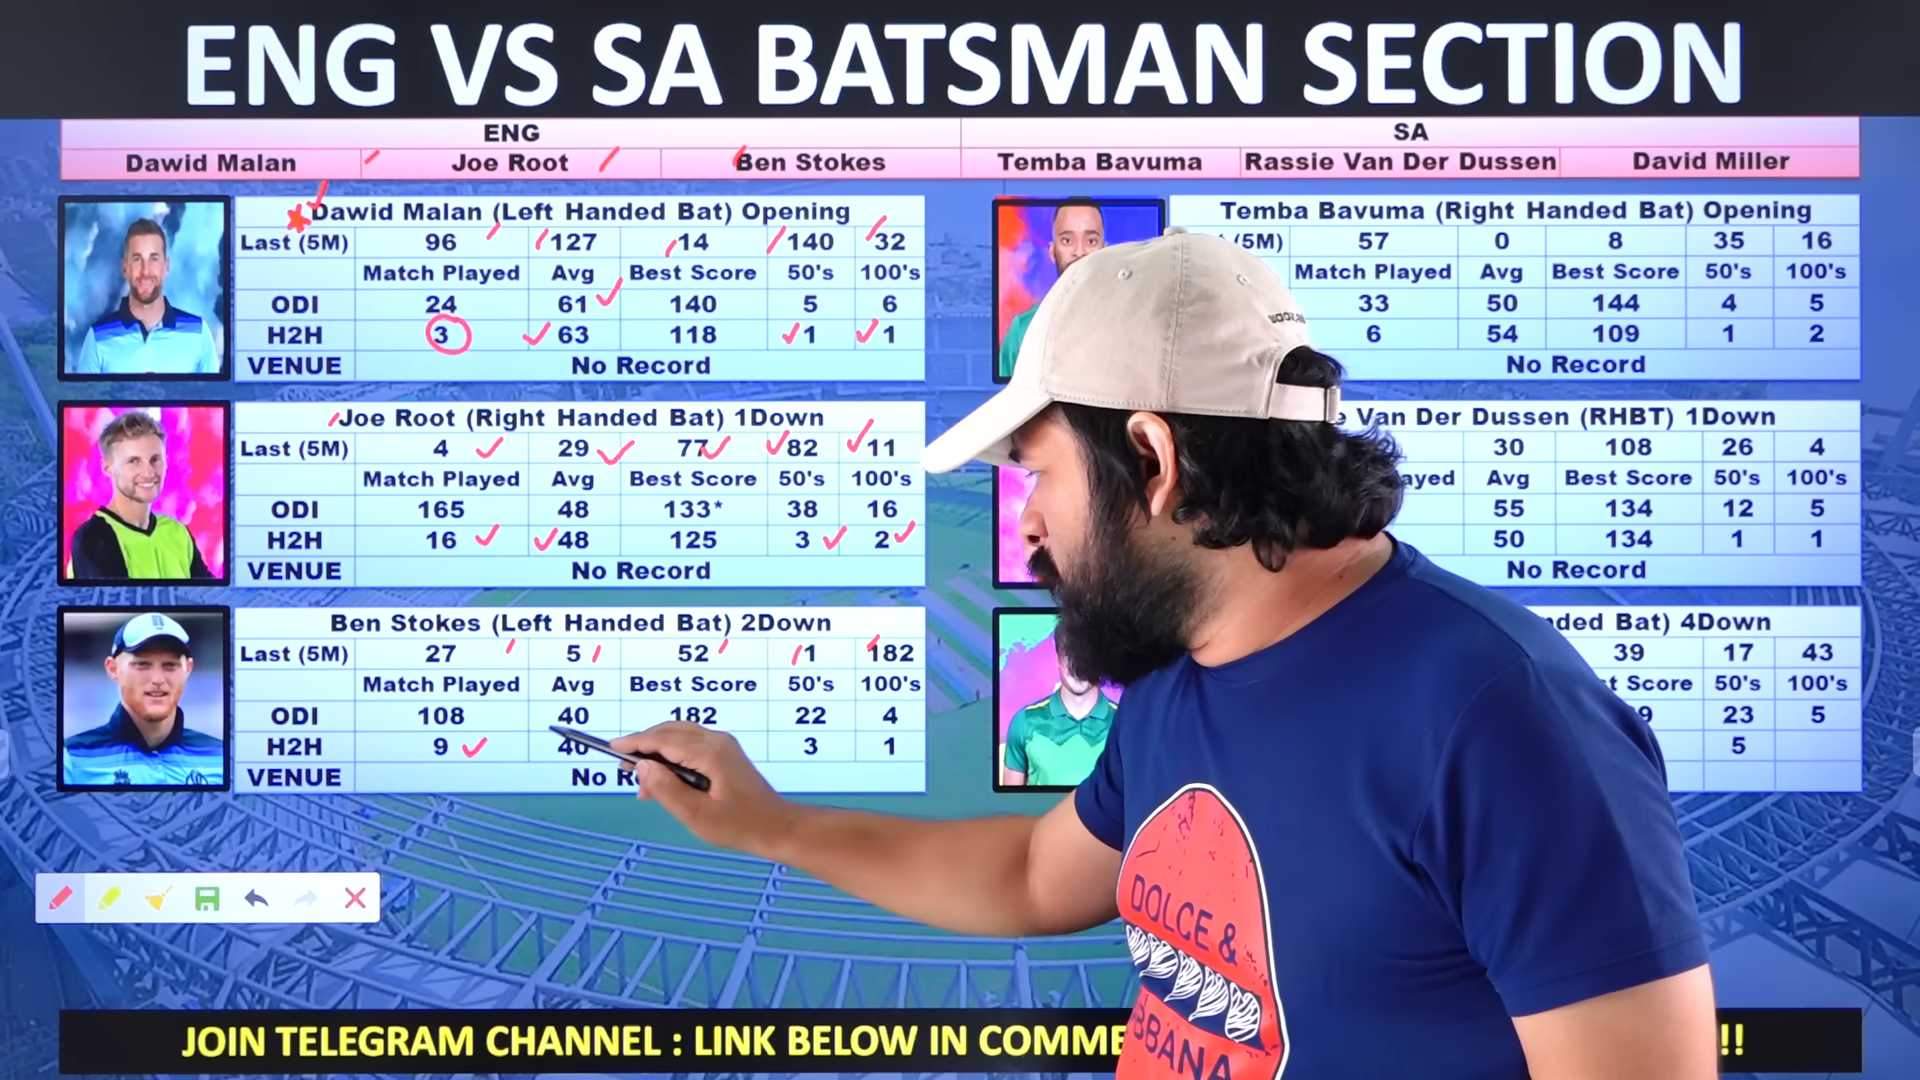 ENG VS SA BATSMAN SECTION
ENG SA
Dawid Malan Joe Root Ben Stokes Temba Bavuma Rassie Van Der Dussen David Miller
Dawid Malan (Left Handed Bat) Opening
Last (5M) 96 127 14 140 32
Match Played Avg Best Score 50's 100's
ODI 24 61 140 5 6
H2H 3 63 118 1 1
VENUE No Record
Joe Root (Right Handed Bat) 1Down
Last (5M) 4 29 77 82 11
Match Played Avg Best Score 50's 100's
ODI 165 48 133* 38 16
H2H 16 48 125 3 2
VENUE No Record
Ben Stokes (Left Handed Bat) 2Down
Last (5M) 27 5 52 1 182
Match Played Avg Best Score 50's 100's
ODI 108 40 182 22 4
H2H 9 40 3 1
VENUE No
Temba Bavuma (Right Handed Bat) Opening
(5M) 57 0 8 35 16
Match Played Avg Best Score 50's 100's
33 50 144 4 5
6 54 109 1 2
No Record
Van Der Dussen (RHBT) 1Down
30 108 26 4
Avg Best Score 50's 100's
55 134 12 5
50 134 1 1
No Record
Bat) 4Down
39 17 43
Score 50's 100's
23 5
5
DOLCE &
JOIN TELEGRAM CHANNEL : LINK BELOW IN !!